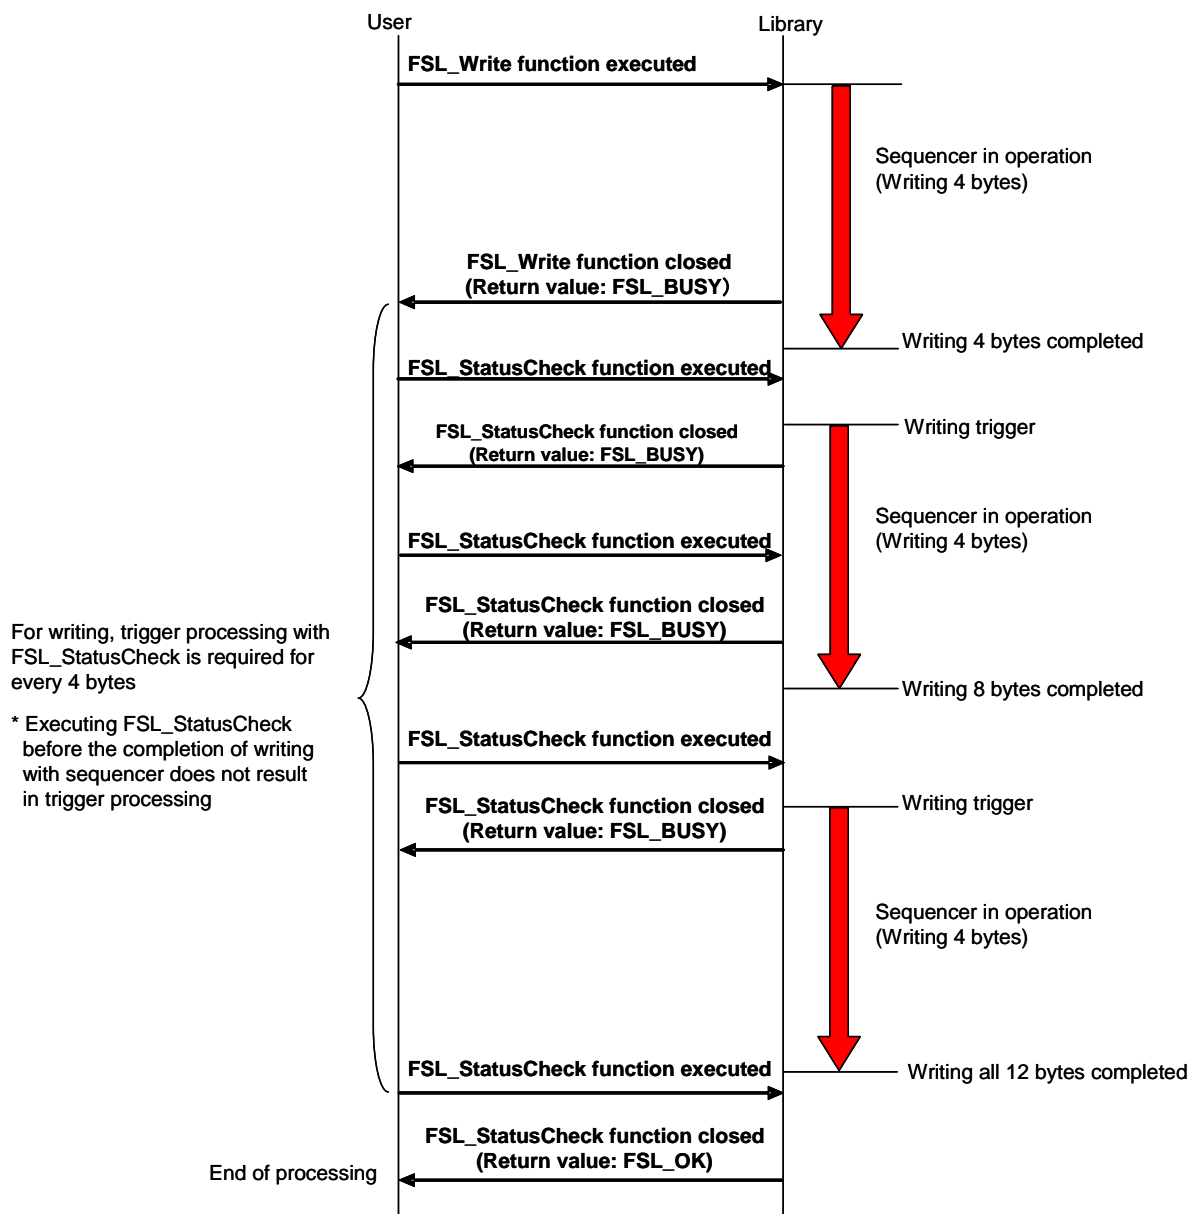 User
Library
FSL_Write function executed
Sequencer in operation
(Writing 4 bytes)
FSL_Write function closed
(Return value: FSL_BUSY)
Writing 4 bytes completed
FSL_StatusCheck function executed
Writing trigger
FSL_StatusCheck function closed
(Return value: FSL_BUSY)
Sequencer in operation
(Writing 4 bytes)
FSL_StatusCheck function executed
FSL_StatusCheck function closed
(Return value: FSL_BUSY)
For writing, trigger processing with
FSL_StatusCheck is required for
every 4 bytes
* Executing FSL_StatusCheck
before the completion of writing
with sequencer does not result
in trigger processing
Writing 8 bytes completed
FSL_StatusCheck function executed
Writing trigger
FSL_StatusCheck function closed
(Return value: FSL_BUSY)
Sequencer in operation
(Writing 4 bytes)
FSL_StatusCheck function executed
Writing all 12 bytes completed
FSL_StatusCheck function closed
(Return value: FSL_OK)
End of processing